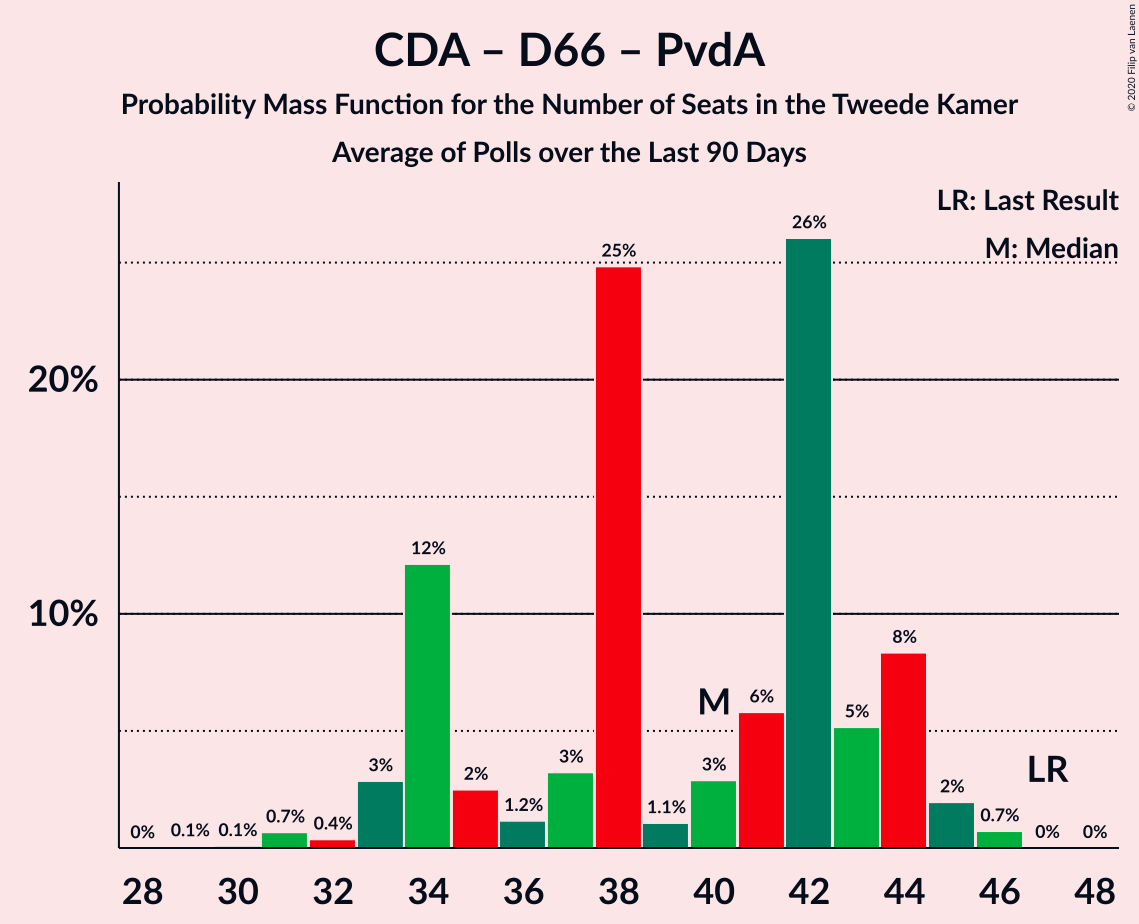 CDA – D66 – PvdA
Probability Mass Function for the Number of Seats in the Tweede Kamer
Average of Polls over the Last 90 Days
© 2020 Filip van Laenen
LR: Last Result
M: Median
20%
10%
0% 0.1% 0.1% 0.7% 0.4% 3% 12% 2% 1.2% 3% 25% 1.1% 3% 6% 26% 5% 8% 2% 0.7% 0% 0%
M
LR
28 30 32 34 36 38 40 42 44 46 48